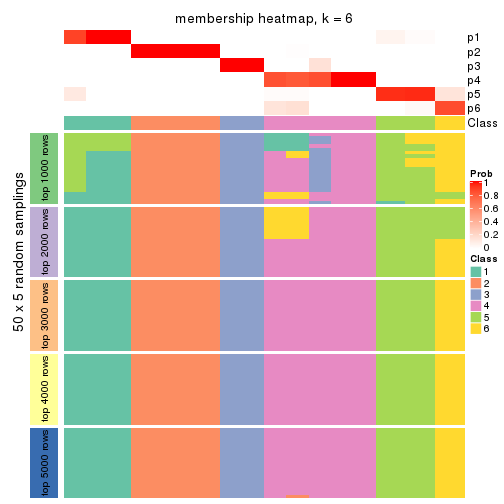 membership heatmap, k = 6
p1
p2
p3
p4
p5
p6
Class
50 x 5 random samplings
top 1000 rows
top 2000 rows
top 3000 rows
top 4000 rows
top 5000 rows
Prob
1
0.8
0.6
0.4
0.2
0
Class
1
2
3
4
5
6